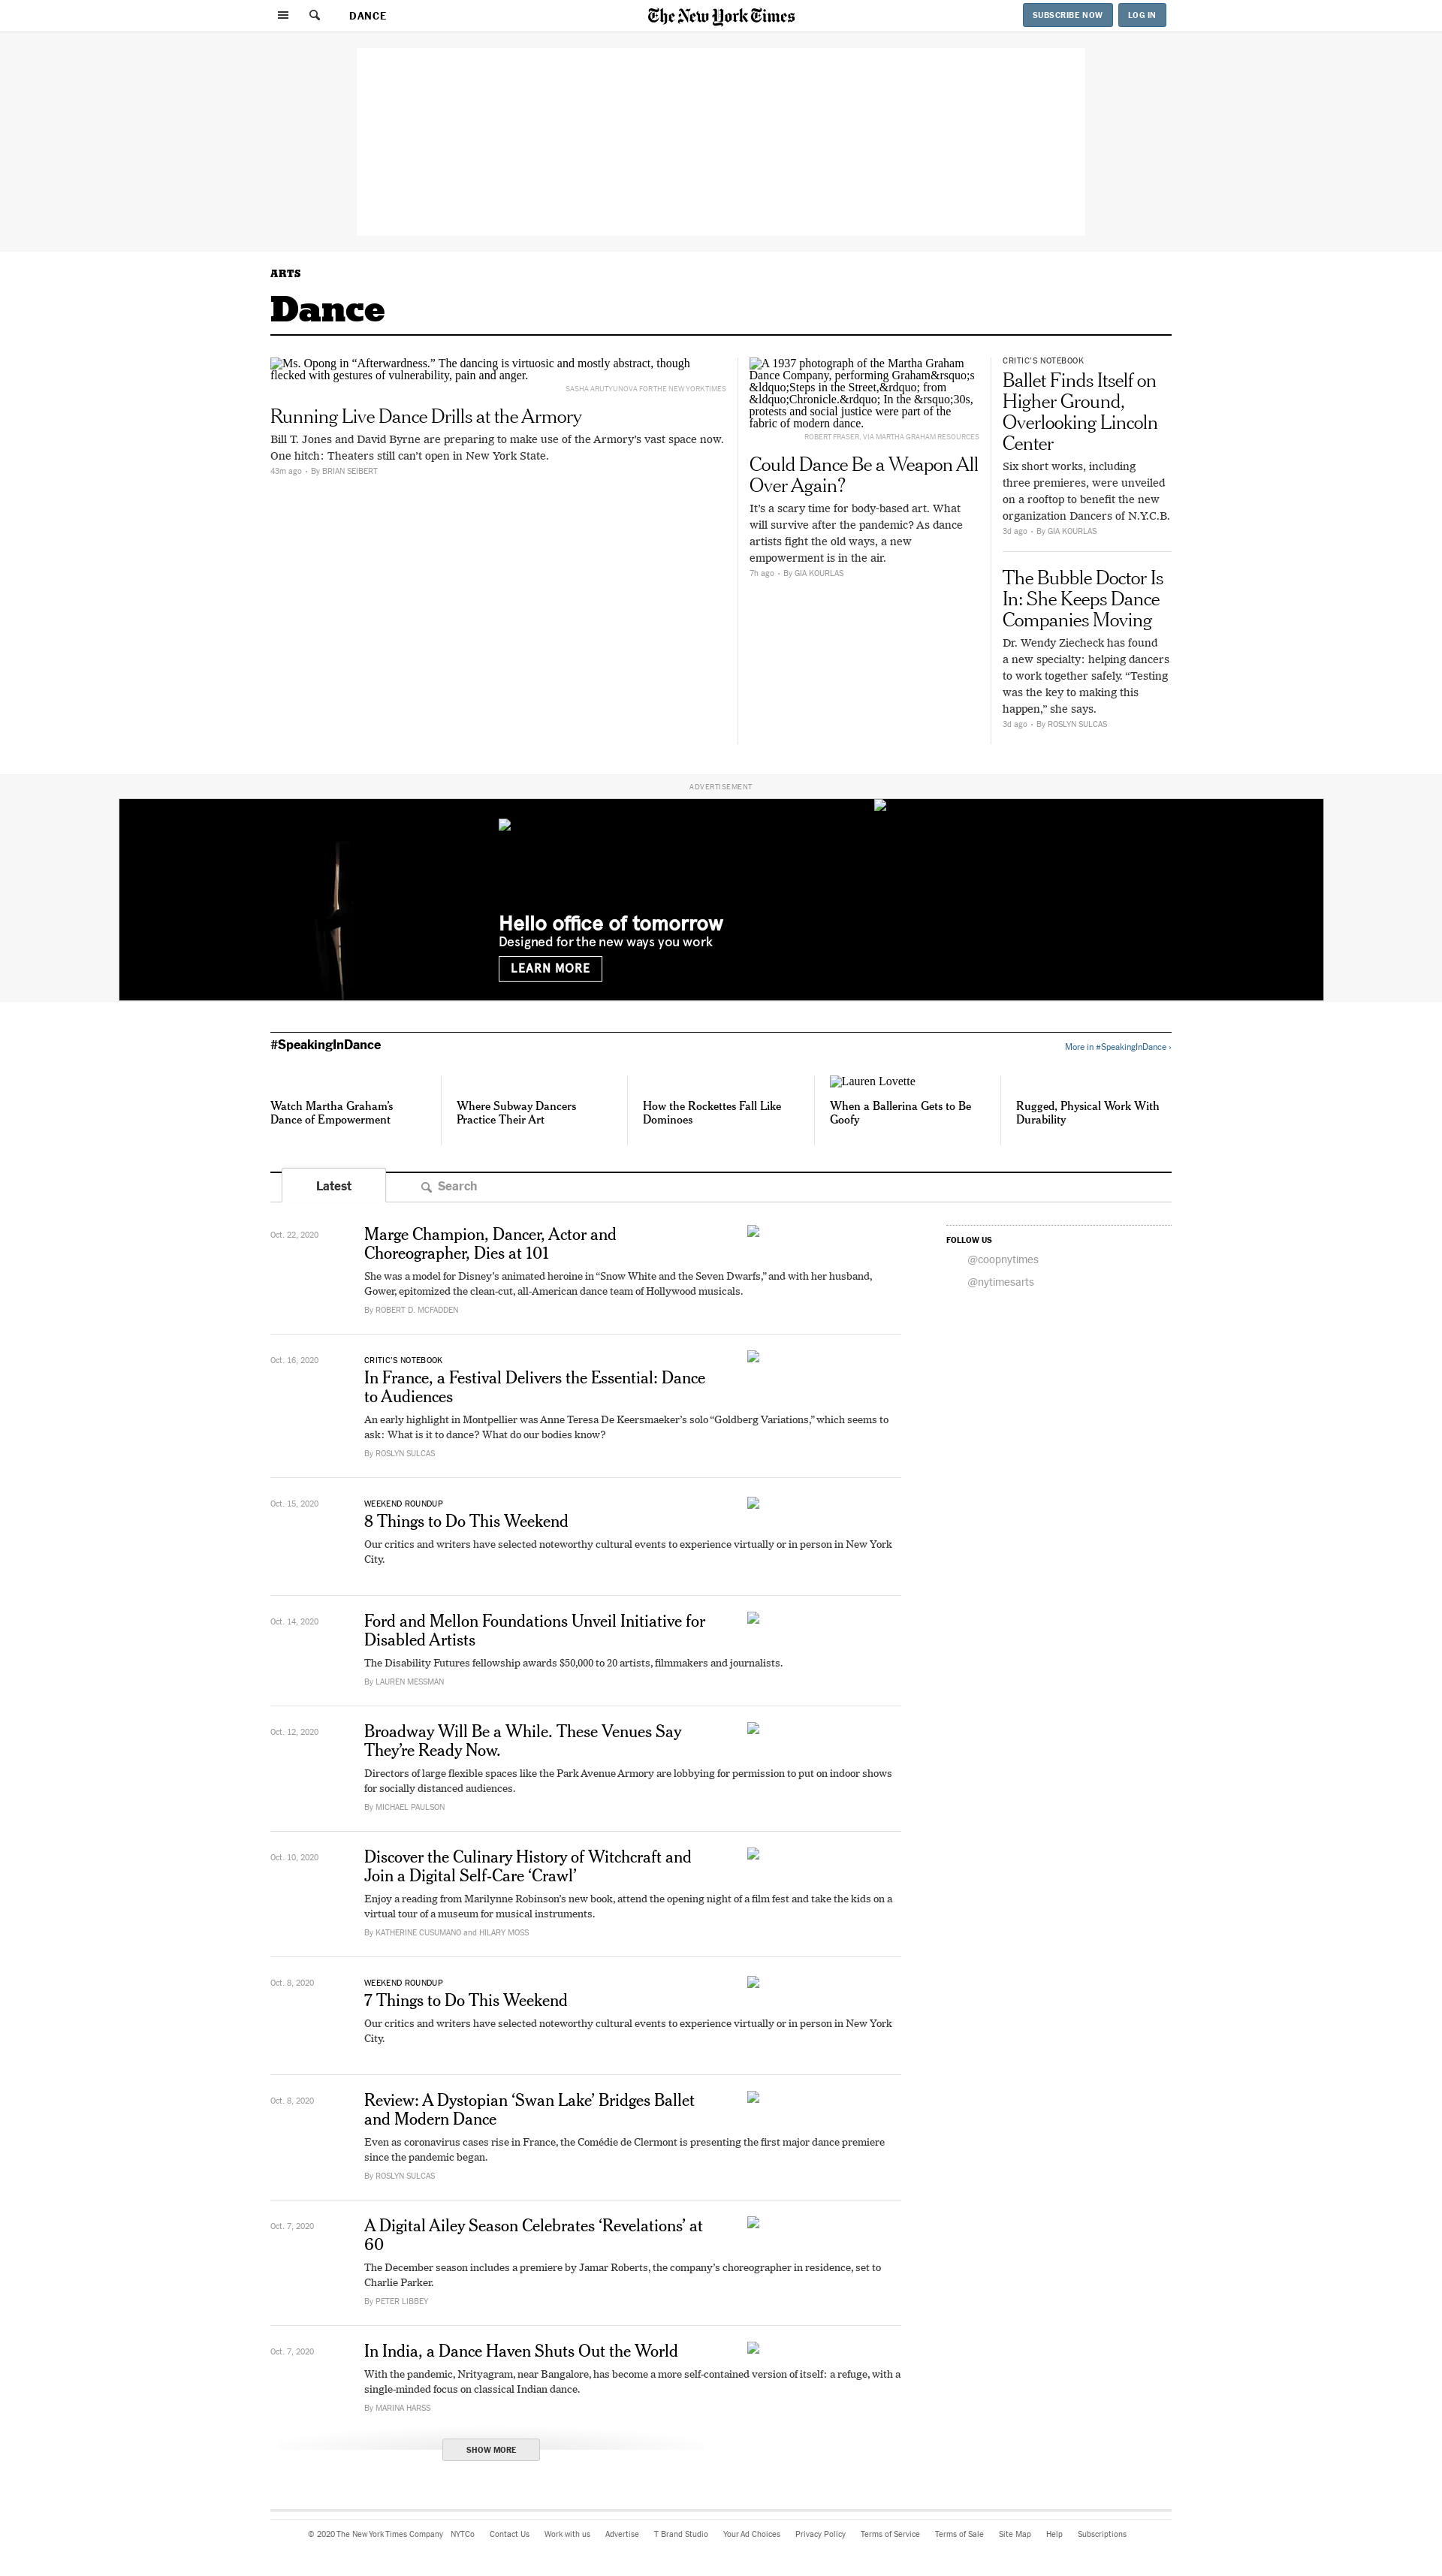 DANCE
The New York Times
SUBSCRIBE NOW
LOG IN
ARTS
Dance
Ms. Opong in “Afterwardness.” The dancing is virtuosic and mostly abstract, though
flecked with gestures of vulnerability, pain and anger.
SASHA ARUTYUNOVA FOR THE NEW YORK TIMES
Running Live Dance Drills at the Armory
Bill T. Jones and David Byrne are preparing to make use of the Armory’s vast space now.
One hitch: Theaters still can’t open in New York State.
43m ago • By BRIAN SEIBERT
A 1937 photograph of the Martha Graham
Dance Company, performing Graham&rsquo;s
&ldquo;Steps in the Street,&rdquo; from
&ldquo;Chronicle.&rdquo; In the &rsquo;30s,
protests and social justice were part of the
fabric of modern dance.
ROBERT FRASER, VIA MARTHA GRAHAM RESOURCES
Could Dance Be a Weapon All
Over Again?
It’s a scary time for body-based art. What
will survive after the pandemic? As dance
artists fight the old ways, a new
empowerment is in the air.
7h ago • By GIA KOURLAS
CRITIC’S NOTEBOOK
Ballet Finds Itself on
Higher Ground,
Overlooking Lincoln
Center
Six short works, including
three premieres, were unveiled
on a rooftop to benefit the new
organization Dancers of N.Y.C.B.
3d ago • By GIA KOURLAS
The Bubble Doctor Is
In: She Keeps Dance
Companies Moving
Dr. Wendy Ziecheck has found
a new specialty: helping dancers
to work together safely. “Testing
was the key to making this
happen,” she says.
3d ago • By ROSLYN SULCAS
ADVERTISEMENT
Hello office of tomorrow
Designed for the new ways you work
LEARN MORE
#SpeakingInDance
More in #SpeakingInDance ›
Watch Martha Graham’s
Dance of Empowerment
Where Subway Dancers
Practice Their Art
How the Rockettes Fall Like
Dominoes
Lauren Lovette
When a Ballerina Gets to Be
Goofy
Rugged, Physical Work With
Durability
Latest
Search
Oct. 22, 2020
Marge Champion, Dancer, Actor and
Choreographer, Dies at 101
She was a model for Disney’s animated heroine in “Snow White and the Seven Dwarfs,” and with her husband,
Gower, epitomized the clean-cut, all-American dance team of Hollywood musicals.
By ROBERT D. MCFADDEN
FOLLOW US
@coopnytimes
@nytimesarts
Oct. 16, 2020
CRITIC’S NOTEBOOK
In France, a Festival Delivers the Essential: Dance
to Audiences
An early highlight in Montpellier was Anne Teresa De Keersmaeker’s solo “Goldberg Variations,” which seems to
ask: What is it to dance? What do our bodies know?
By ROSLYN SULCAS
Oct. 15, 2020
WEEKEND ROUNDUP
8 Things to Do This Weekend
Our critics and writers have selected noteworthy cultural events to experience virtually or in person in New York
City.
Oct. 14, 2020
Ford and Mellon Foundations Unveil Initiative for
Disabled Artists
The Disability Futures fellowship awards $50,000 to 20 artists, filmmakers and journalists.
By LAUREN MESSMAN
Oct. 12, 2020
Broadway Will Be a While. These Venues Say
They’re Ready Now.
Directors of large flexible spaces like the Park Avenue Armory are lobbying for permission to put on indoor shows
for socially distanced audiences.
By MICHAEL PAULSON
Oct. 10, 2020
Discover the Culinary History of Witchcraft and
Join a Digital Self-Care ‘Crawl’
Enjoy a reading from Marilynne Robinson’s new book, attend the opening night of a film fest and take the kids on a
virtual tour of a museum for musical instruments.
By KATHERINE CUSUMANO and HILARY MOSS
Oct. 8, 2020
WEEKEND ROUNDUP
7 Things to Do This Weekend
Our critics and writers have selected noteworthy cultural events to experience virtually or in person in New York
City.
Oct. 8, 2020
Review: A Dystopian ‘Swan Lake’ Bridges Ballet
and Modern Dance
Even as coronavirus cases rise in France, the Comédie de Clermont is presenting the first major dance premiere
since the pandemic began.
By ROSLYN SULCAS
Oct. 7, 2020
A Digital Ailey Season Celebrates ‘Revelations’ at
60
The December season includes a premiere by Jamar Roberts, the company’s choreographer in residence, set to
Charlie Parker.
By PETER LIBBEY
Oct. 7, 2020
In India, a Dance Haven Shuts Out the World
With the pandemic, Nrityagram, near Bangalore, has become a more self-contained version of itself: a refuge, with a
single-minded focus on classical Indian dance.
By MARINA HARSS
SHOW MORE
© 2020 The New York Times Company NYTCo Contact Us Work with us Advertise T Brand Studio Your Ad Choices Privacy Policy Terms of Service Terms of Sale Site Map Help Subscriptions